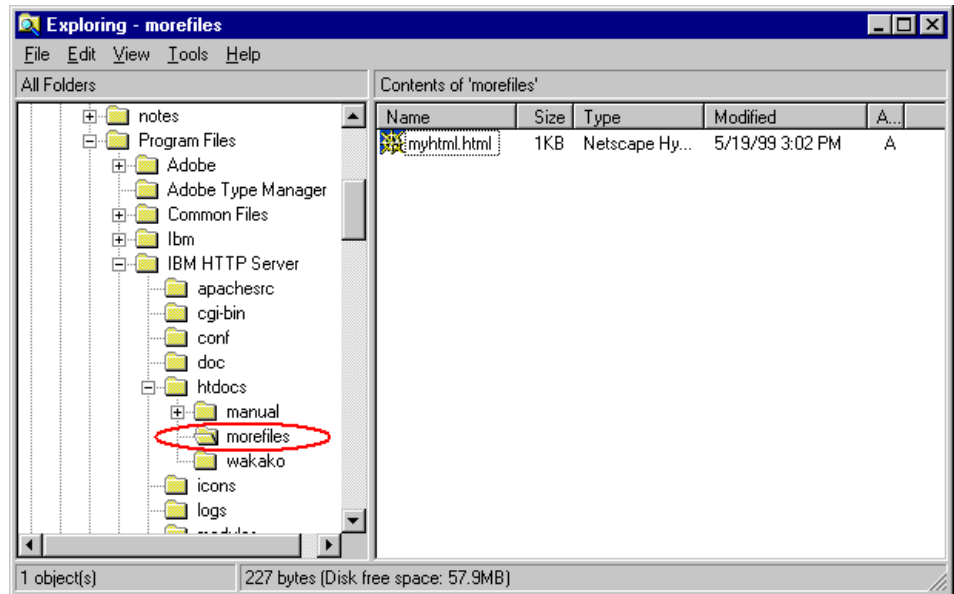 Exploring - morefiles
File Edit View Tools Help
All Folders
Contents of 'morefiles'
notes
Program Files
Adobe
Adobe Type Manager
Common Files
Ibm
IBM HTTP Server
apachesrc
cgi-bin
conf
doc
htdocs
manual
morefiles
wakako
icons
logs
Name Size Type Modified A...
myhtml.html 1KB Netscape Hy... 5/19/99 3:02 PM A
1 object(s)
227 bytes (Disk free space: 57.9MB)